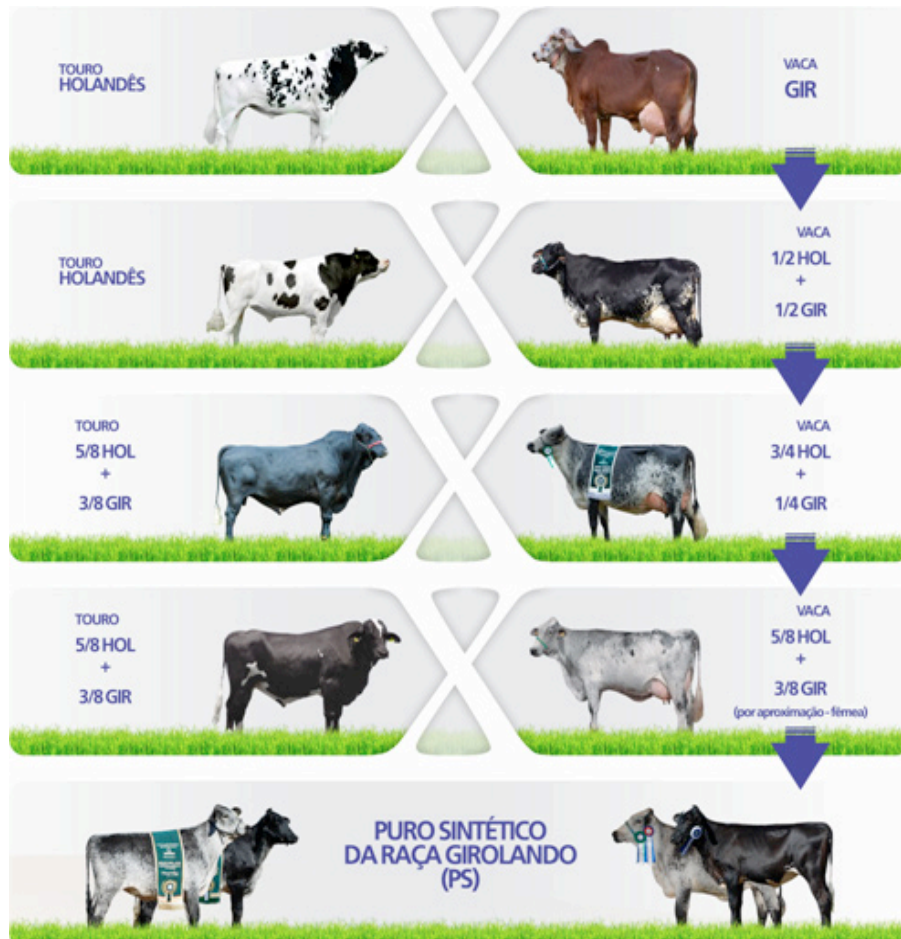 TOURO
HOLANDÊS
VACA
GIR
TOURO
HOLANDÊS
VACA
1/2 HOL
+
1/2 GIR
TOURO
5/8 HOL
+
3/8 GIR
VACA
3/4 HOL
+
1/4 GIR
TOURO
5/8 HOL
+
3/8 GIR
VACA
5/8 HOL
+
3/8 GIR
(por aproximação - fêmea)
PURO SINTÉTICO
DA RAÇA GIROLANDO
(PS)